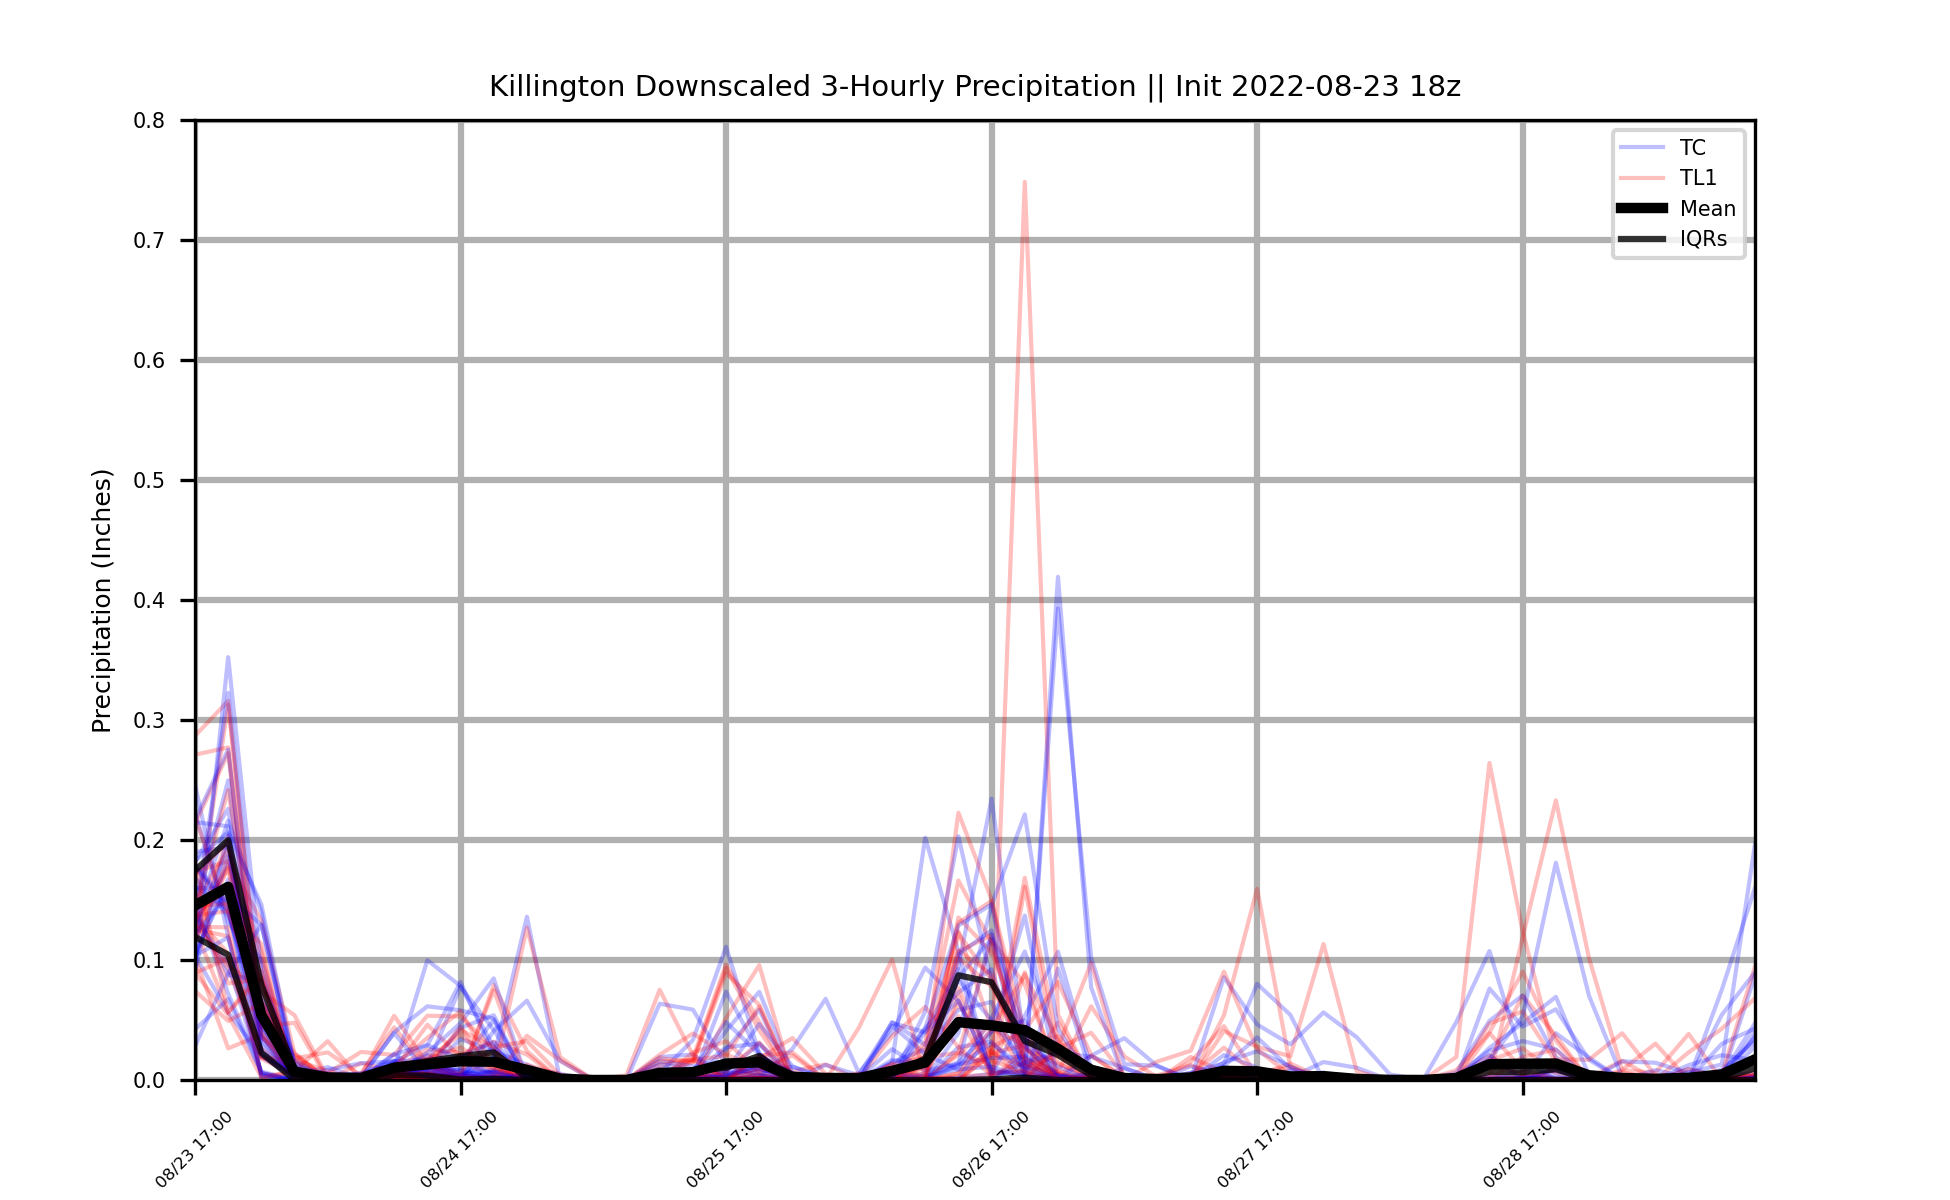 Killington Downscaled 3-Hourly Precipitation || Init 2022-08-23 18z
TC
TL1
Mean
IQRs
Precipitation (Inches)
0.8
0.7
0.6
0.5
0.4
0.3
0.2
0.1
0.0
08/23 17:00
08/24 17:00
08/25 17:00
08/26 17:00
08/27 17:00
08/28 17:00